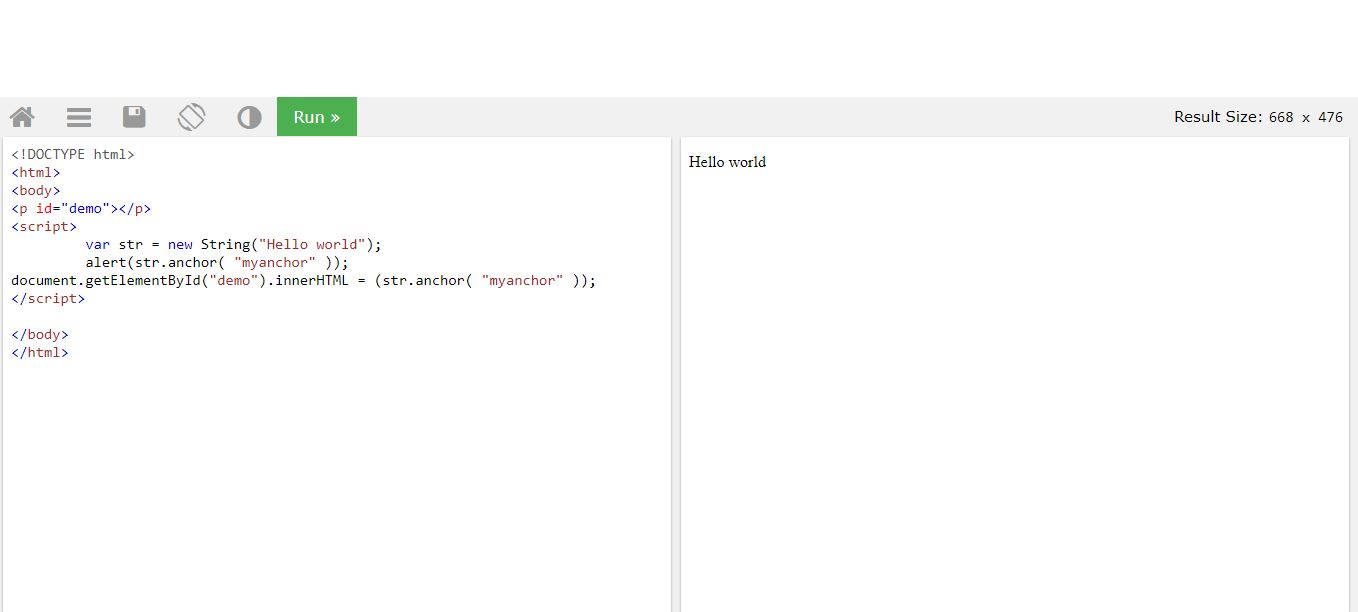 Run »
Result Size: 668 x 476
<!DOCTYPE html>
<html>
<body>
<p id="demo"></p>
<script>
var str = new String("Hello world");
alert(str.anchor( "myanchor" ));
document.getElementById("demo").innerHTML = (str.anchor( "myanchor" ));
</script>
</body>
</html>
Hello world